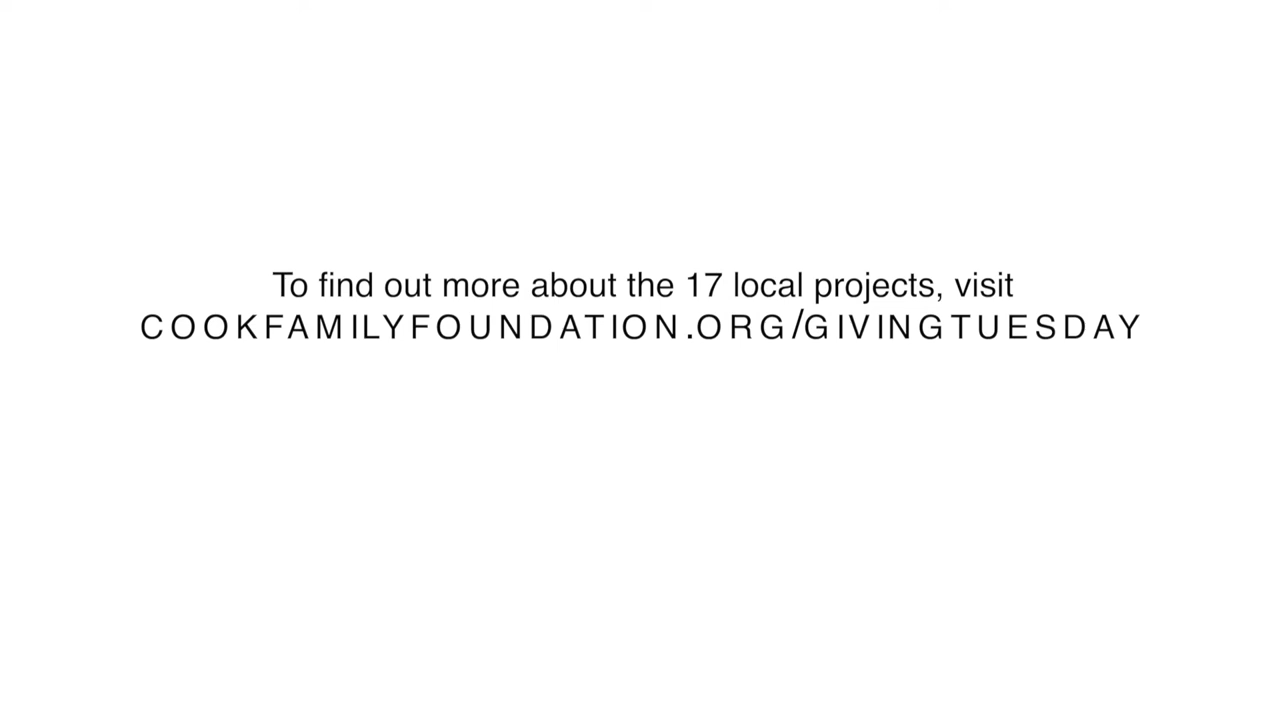 To find out more about the 17 local projects, visit
COOKFAMILYFOUNDATION.ORG/GIVINGTUESDAY